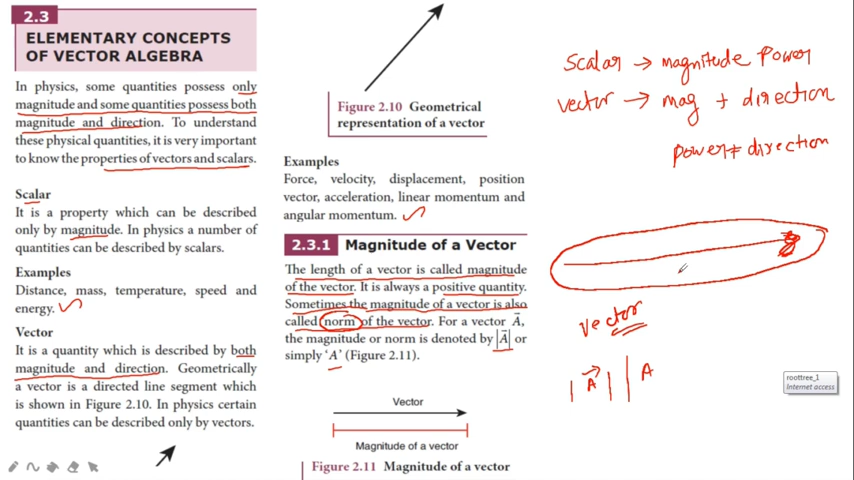 2.3
ELEMENTARY CONCEPTS
OF VECTOR ALGEBRA
In physics, some quantities possess only
magnitude and some quantities possess both
magnitude and direction. To understand
these physical quantities, it is very important
to know the properties of vectors and scalars.
Scalar
It is a property which can be described
only by magnitude. In physics a number of
quantities can be described by scalars.
Examples
Distance, mass, temperature, speed and
energy.
Vector
It is a quantity which is described by both
magnitude and direction. Geometrically
a vector is a directed line segment which
is shown in Figure 2.10. In physics certain
quantities can be described only by vectors.
Figure 2.10 Geometrical
representation of a vector
Examples
Force, velocity, displacement, position
vector, acceleration, linear momentum and
angular momentum.
2.3.1 Magnitude of a Vector
The length of a vector is called magnitude
of the vector. It is always a positive quantity.
Sometimes the magnitude of a vector is also
called norm of the vector. For a vector A⃗,
the magnitude or norm is denoted by |A⃗| or
simply ‘A’ (Figure 2.11).
Vector
Magnitude of a vector
Figure 2.11 Magnitude of a vector
Scalar → magnitude Power
vector → mag + direction
power + direction
vector
|A⃗| | A
roottree_1
Internet access